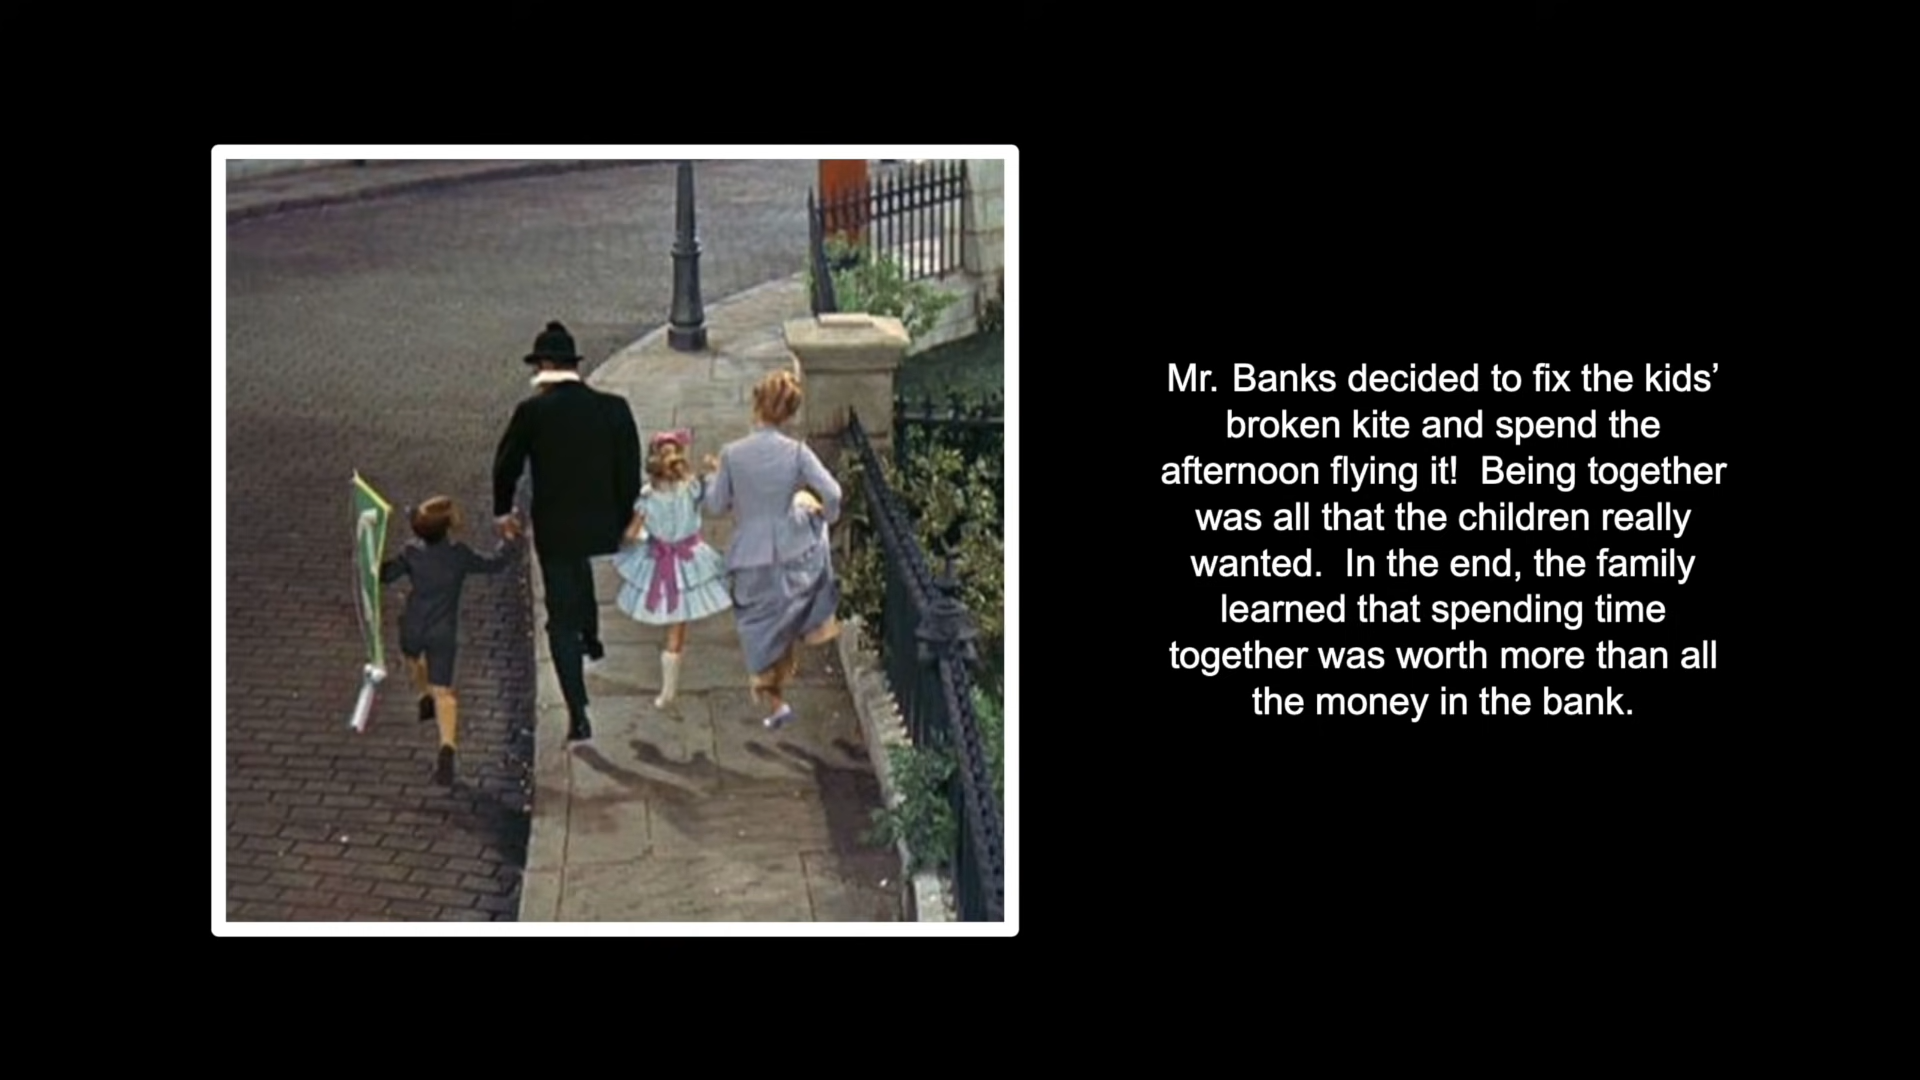 Mr. Banks decided to fix the kids’
broken kite and spend the
afternoon flying it!  Being together
was all that the children really
wanted.  In the end, the family
learned that spending time
together was worth more than all
the money in the bank.